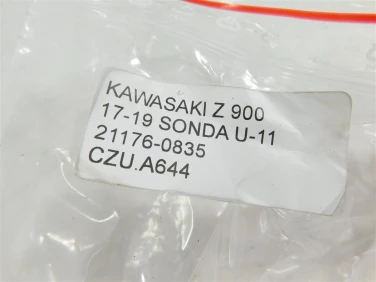 KAWASAKI Z 900
17-19 SONDA U-11
21176-0835
CZU.A644